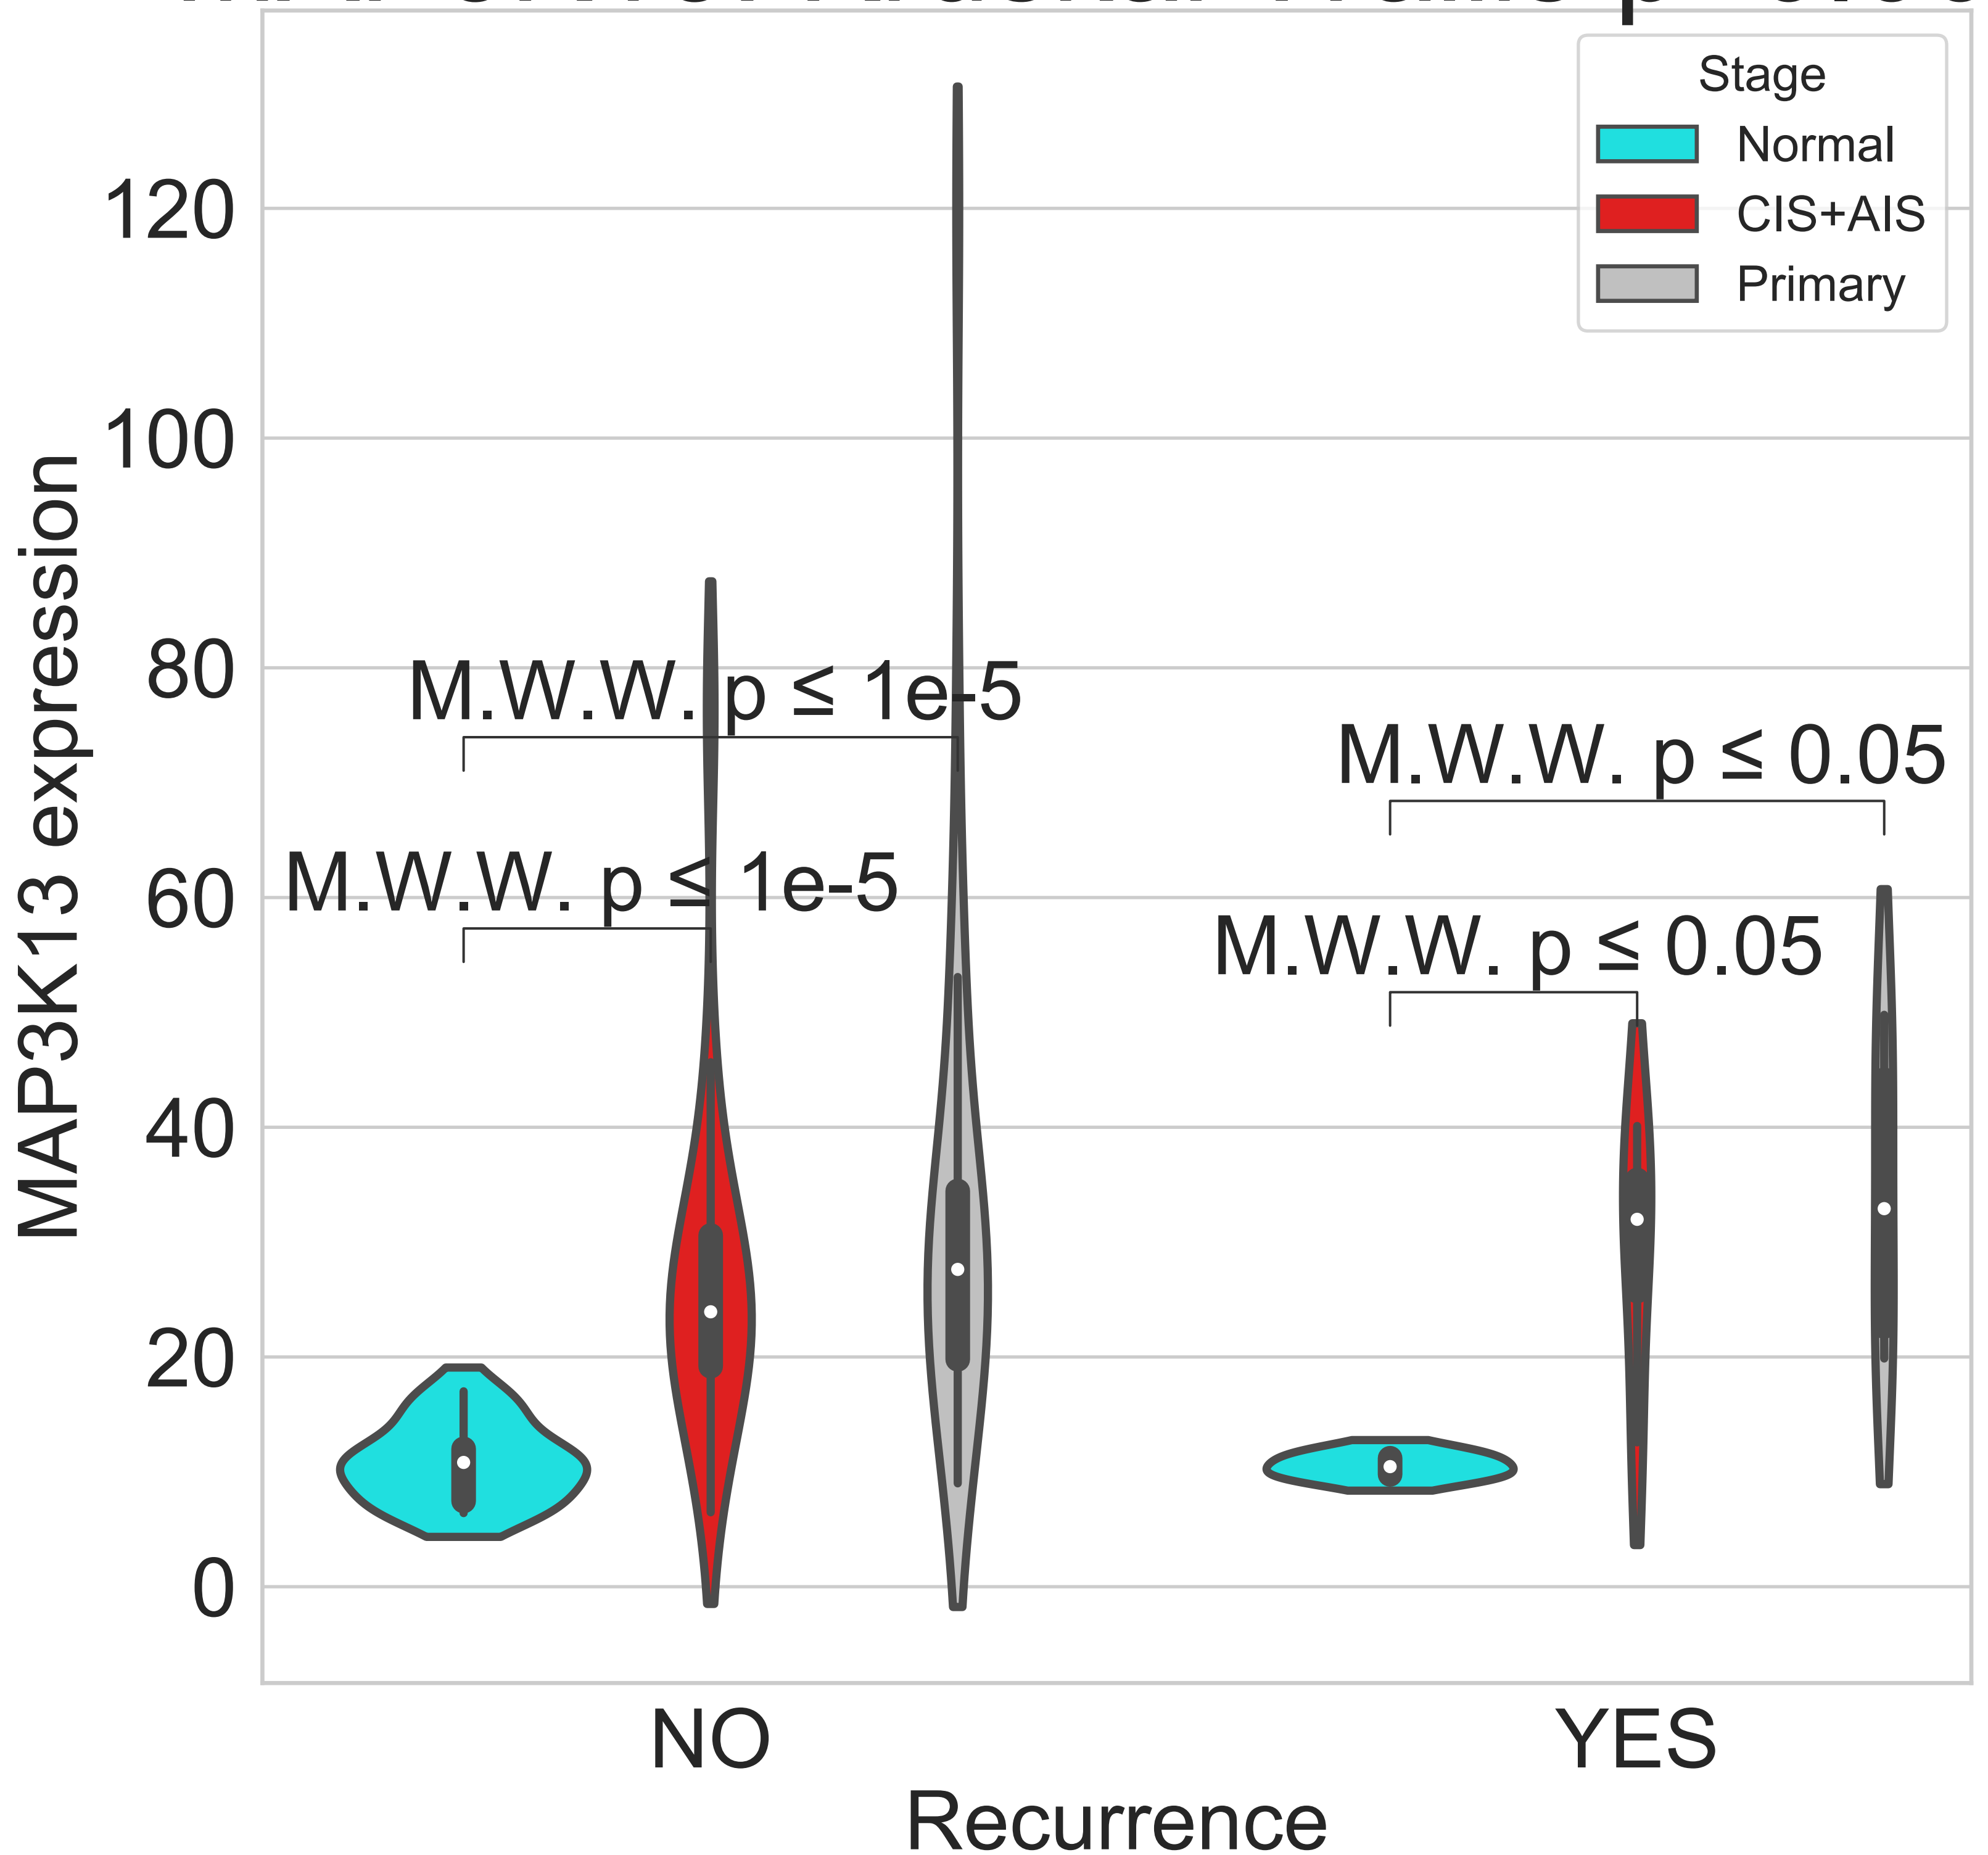 Stage
Normal
CIS+AIS
Primary
120
100
80
60
40
20
0
MAP3K13 expression
M.W.W. p ≤ 1e-5
M.W.W. p ≤ 1e-5
M.W.W. p ≤ 0.05
M.W.W. p ≤ 0.05
NO
YES
Recurrence